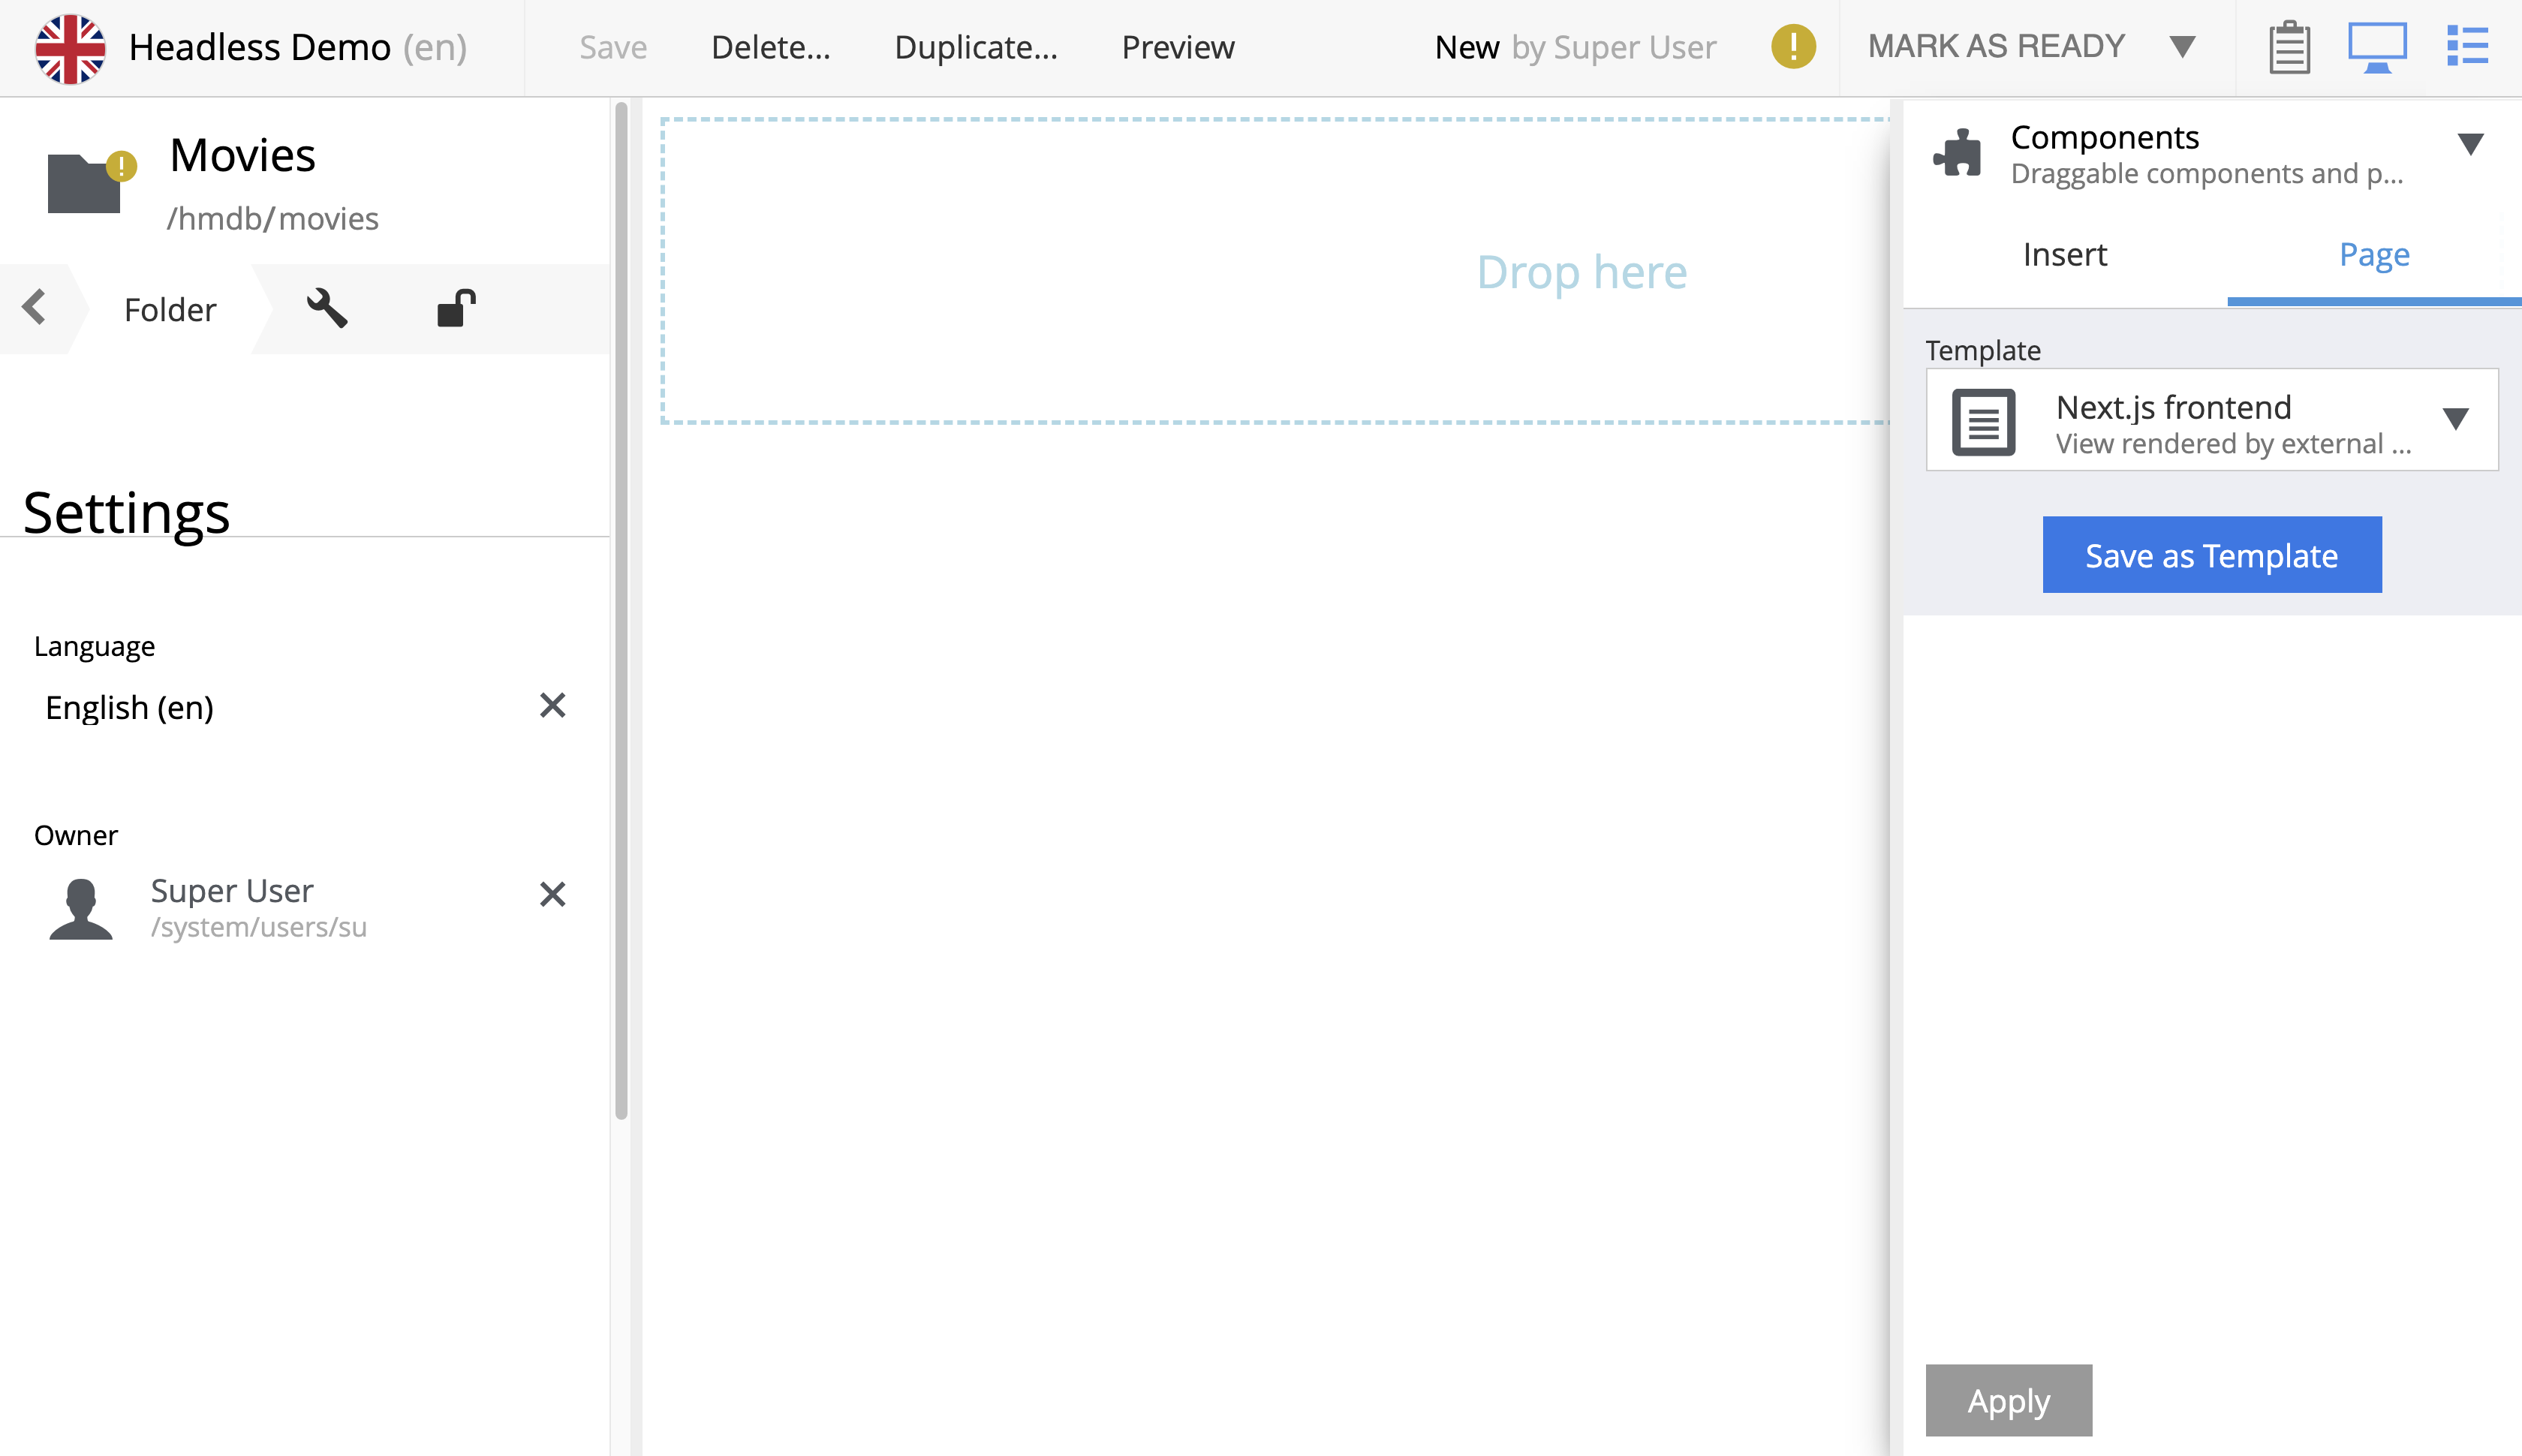 Headless Demo (en)
Save
Delete...
Duplicate...
Preview
New by Super User
MARK AS READY
Movies
/hmdb/movies
Folder
Settings
Language
English (en)
Owner
Super User
/system/users/su
Drop here
Components
Draggable components and p...
Insert
Page
Template
Next.js frontend
View rendered by external ...
Save as Template
Apply